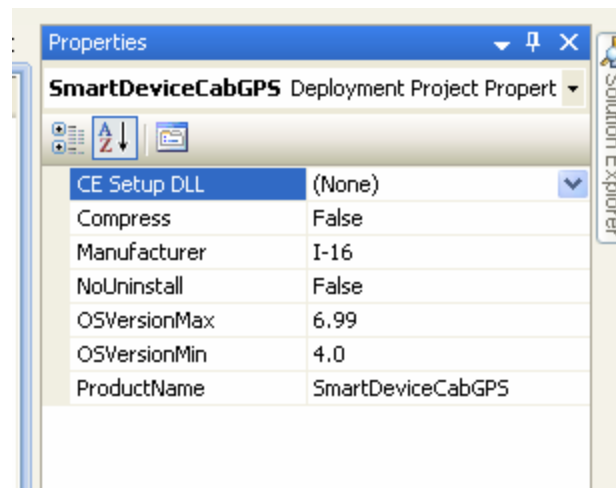 Properties
SmartDeviceCabGPS Deployment Project Propert
CE Setup DLL (None)
Compress False
Manufacturer I-16
NoUninstall False
OSVersionMax 6.99
OSVersionMin 4.0
ProductName SmartDeviceCabGPS
Solution Explorer